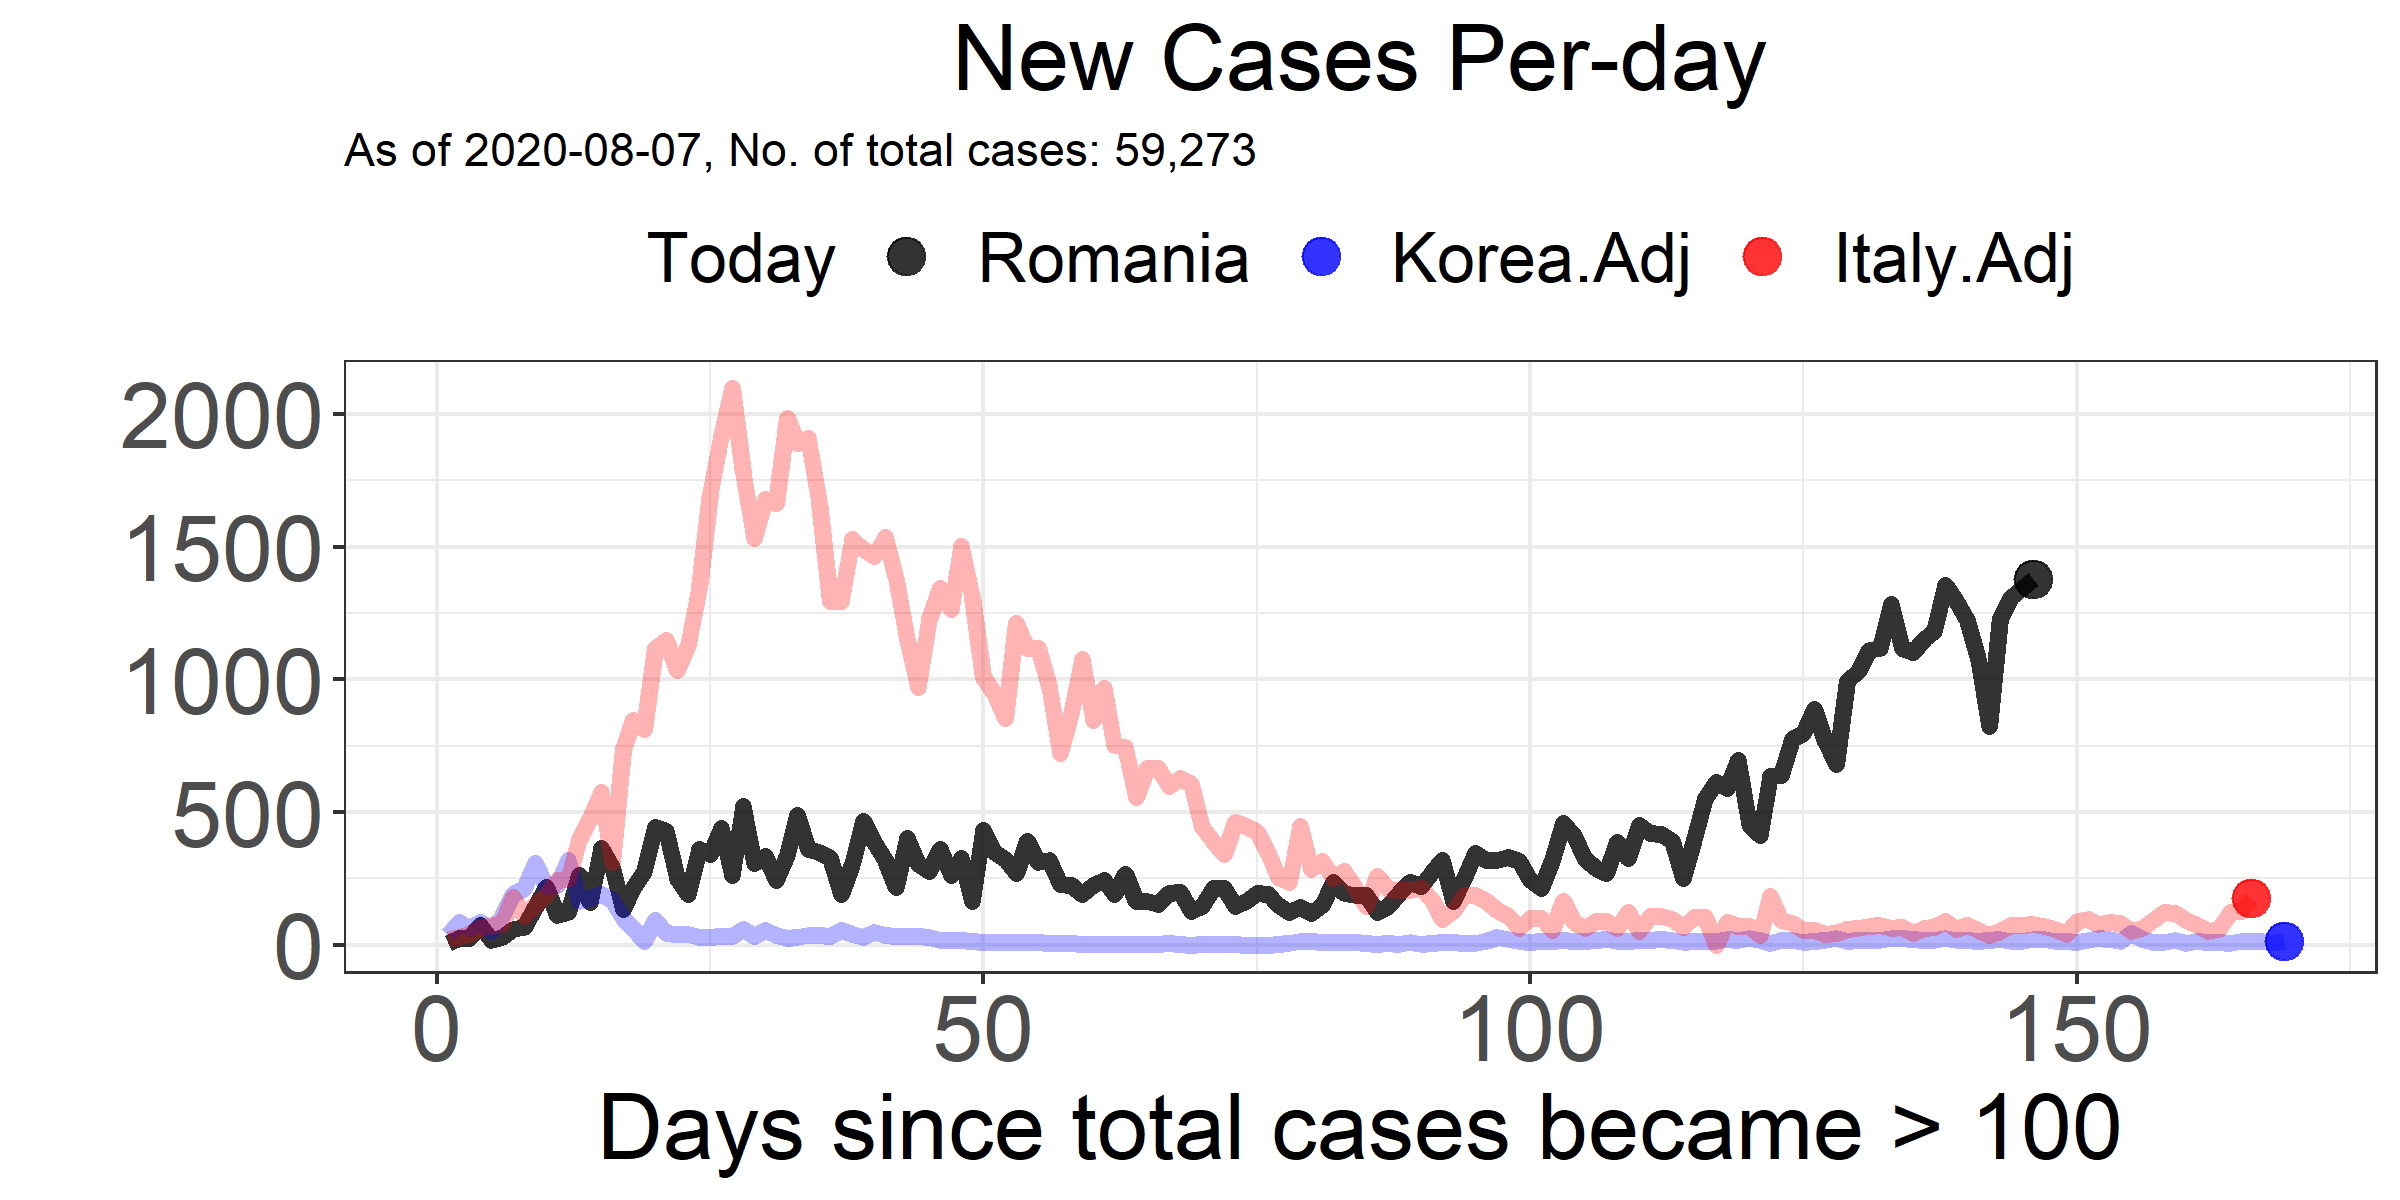 New Cases Per-day
As of 2020-08-07, No. of total cases: 59,273
Today Romania Korea.Adj Italy.Adj
2000
1500
1000
500
0
0 50 100 150
Days since total cases became > 100